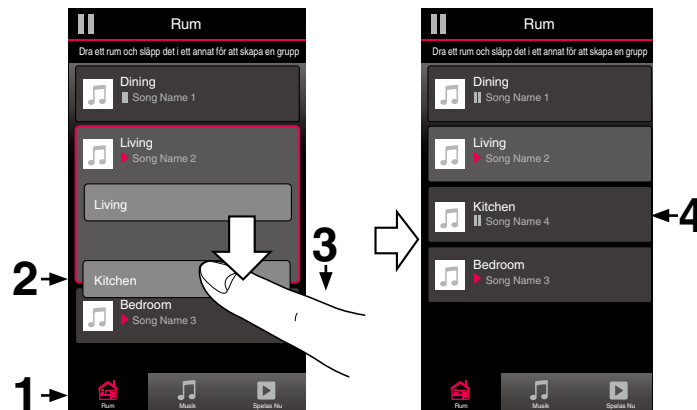 Rum
Dra ett rum och släpp det i ett annat för att skapa en grupp
Dining
Song Name 1
Living
Song Name 2
Living
Kitchen
Bedroom
Song Name 3
Rum
Musik
Spelas Nu
2
3
1
Rum
Dra ett rum och släpp det i ett annat för att skapa en grupp
Dining
Song Name 1
Living
Song Name 2
Kitchen
Song Name 4
Bedroom
Song Name 3
Rum
Musik
Spelas Nu
4